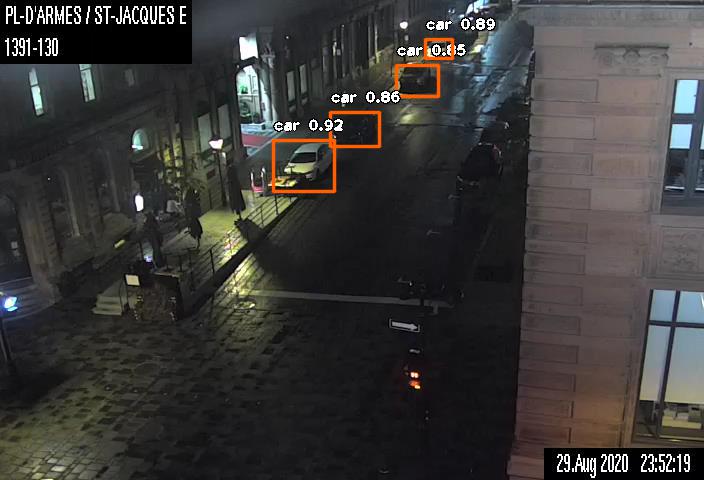 PL-D'ARMES / ST-JACQUES E
1391-130
car 0.89
car 0.85
car 0.86
car 0.92
29.Aug 2020 23:52:19